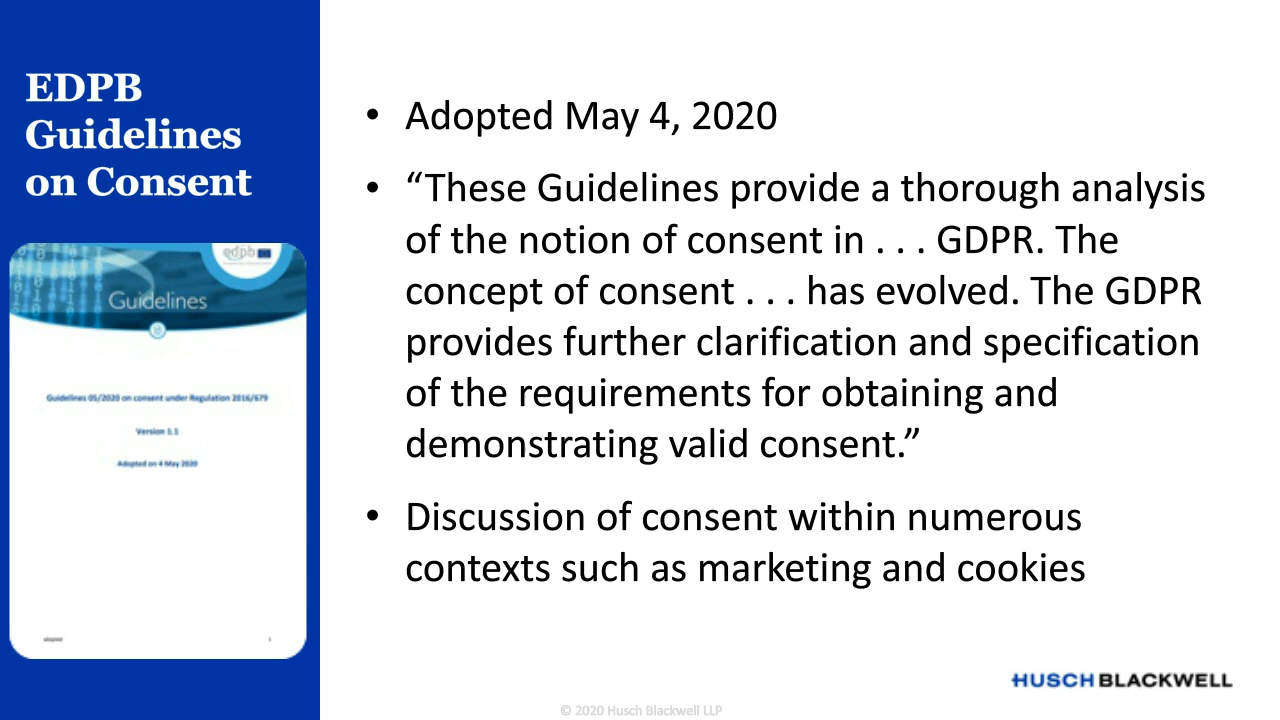 EDPB
Guidelines
on Consent
edpb
Guidelines
Guidelines 05/2020 on consent under Regulation 2016/679
Version 1.1
Adopted on 4 May 2020
adopted
1
• Adopted May 4, 2020
• “These Guidelines provide a thorough analysis
of the notion of consent in . . . GDPR. The
concept of consent . . . has evolved. The GDPR
provides further clarification and specification
of the requirements for obtaining and
demonstrating valid consent.”
• Discussion of consent within numerous
contexts such as marketing and cookies
HUSCH BLACKWELL
© 2020 Husch Blackwell LLP